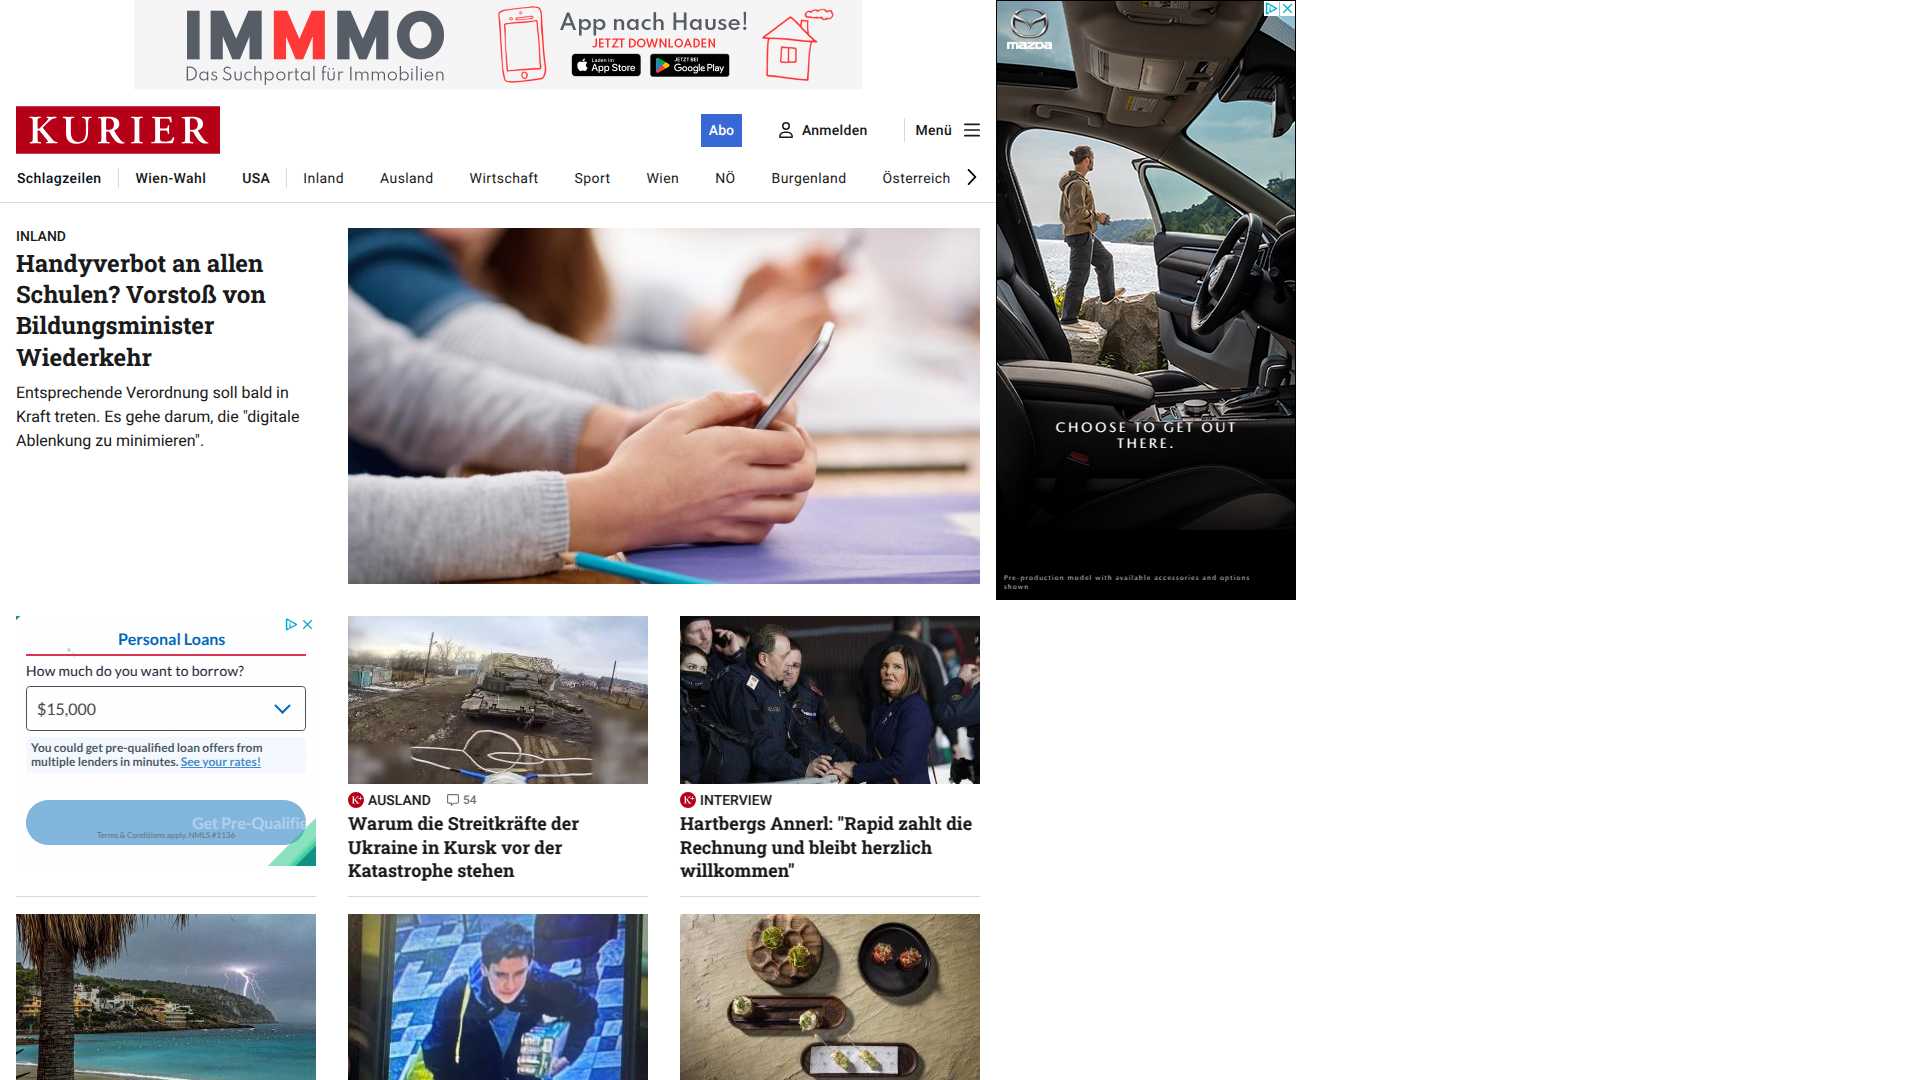 IMMMO
Das Suchportal für Immobilien
App nach Hause!
JETZT DOWNLOADEN
Laden im
App Store
JETZT BEI
Google Play
mazda
KURIER
Abo
Anmelden
Menü
Schlagzeilen
Wien-Wahl
USA
Inland
Ausland
Wirtschaft
Sport
Wien
NÖ
Burgenland
Österreich
INLAND
Handyverbot an allen
Schulen? Vorstoß von
Bildungsminister
Wiederkehr
Entsprechende Verordnung soll bald in
Kraft treten. Es gehe darum, die "digitale
Ablenkung zu minimieren".
CHOOSE TO GET OUT
THERE.
Pre-production model with available accessories and options
shown.
Personal Loans
How much do you want to borrow?
$15,000
You could get pre-qualified loan offers from
multiple lenders in minutes. See your rates!
Get Pre-Qualifie
Terms & Conditions apply. NMLS #1136
K+ AUSLAND 54
Warum die Streitkräfte der
Ukraine in Kursk vor der
Katastrophe stehen
K+ INTERVIEW
Hartbergs Annerl: "Rapid zahlt die
Rechnung und bleibt herzlich
willkommen"